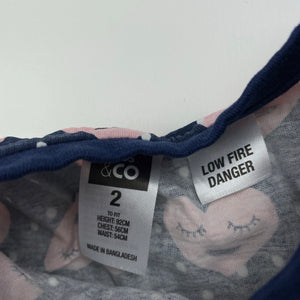 &CO
2
TO FIT
HEIGHT: 92CM
CHEST: 56CM
WAIST: 54CM
MADE IN BANGLADESH
LOW FIRE
DANGER